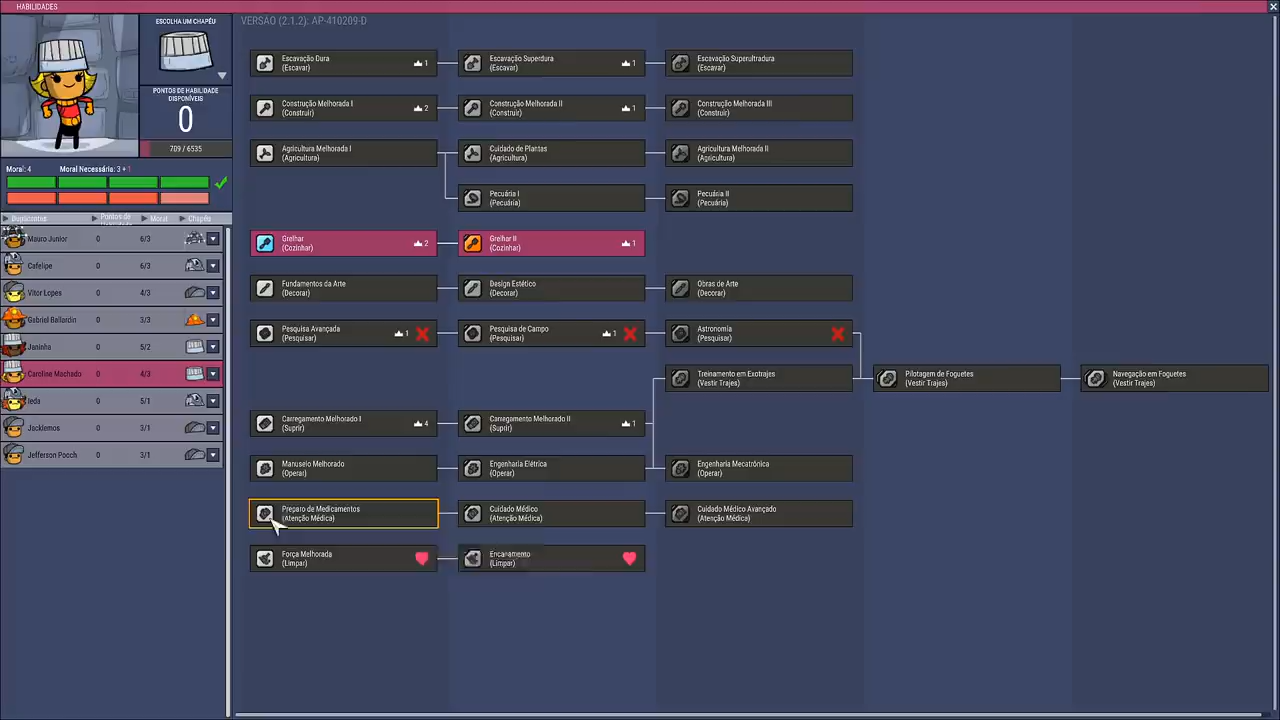 HABILIDADES
VERSÃO (2.1.2): AP-410209-D
ESCOLHA UM CHAPÉU
PONTOS DE HABILIDADE
DISPONÍVEIS
0
709 / 6535
Moral: 4
Moral Necessária: 3 + 1
Duplicantes
Pontos de
Habilidade
Moral
Chapéu
Mauro Junior 0 6/3
Cafelipe 0 6/3
Vitor Lopes 0 4/3
Gabriel Ballardin 0 3/3
Janinha 0 5/2
Caroline Machado 0 4/3
Ieda 0 5/1
Jacklemos 0 3/1
Jefferson Pooch 0 3/1
Escavação Dura
(Escavar)
1
Escavação Superdura
(Escavar)
1
Escavação Superultradura
(Escavar)
Construção Melhorada I
(Construir)
2
Construção Melhorada II
(Construir)
1
Construção Melhorada III
(Construir)
Agricultura Melhorada I
(Agricultura)
Cuidado de Plantas
(Agricultura)
Agricultura Melhorada II
(Agricultura)
Pecuária I
(Pecuária)
Pecuária II
(Pecuária)
Grelhar
(Cozinhar)
2
Grelhar II
(Cozinhar)
1
Fundamentos da Arte
(Decorar)
Design Estético
(Decorar)
Obras de Arte
(Decorar)
Pesquisa Avançada
(Pesquisar)
1
Pesquisa de Campo
(Pesquisar)
1
Astronomia
(Pesquisar)
Treinamento em Exotrajes
(Vestir Trajes)
Pilotagem de Foguetes
(Vestir Trajes)
Navegação em Foguetes
(Vestir Trajes)
Carregamento Melhorado I
(Suprir)
4
Carregamento Melhorado II
(Suprir)
1
Manuseio Melhorado
(Operar)
Engenharia Elétrica
(Operar)
Engenharia Mecatrônica
(Operar)
Preparo de Medicamentos
(Atenção Médica)
Cuidado Médico
(Atenção Médica)
Cuidado Médico Avançado
(Atenção Médica)
Força Melhorada
(Limpar)
Encanamento
(Limpar)